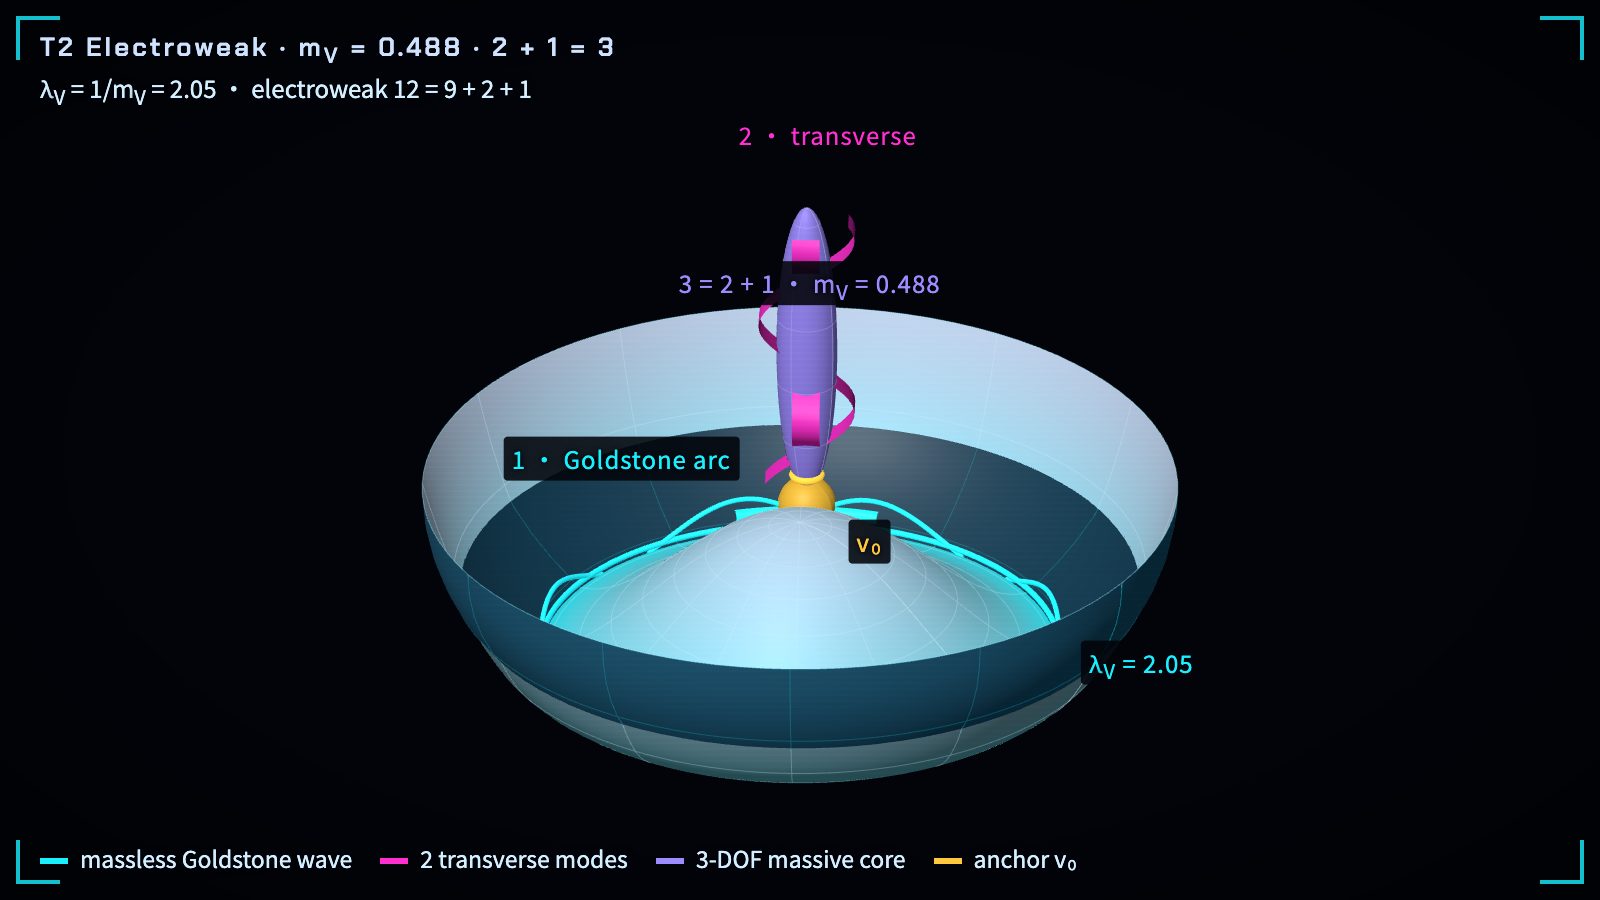 T2 Electroweak · mV = 0.488 · 2 + 1 = 3
λV = 1/mV = 2.05 • electroweak 12 = 9 + 2 + 1
2 • transverse
3 = 2 + 1 • mV = 0.488
1 • Goldstone arc
v₀
λV = 2.05
massless Goldstone wave
2 transverse modes
3-DOF massive core
anchor v₀